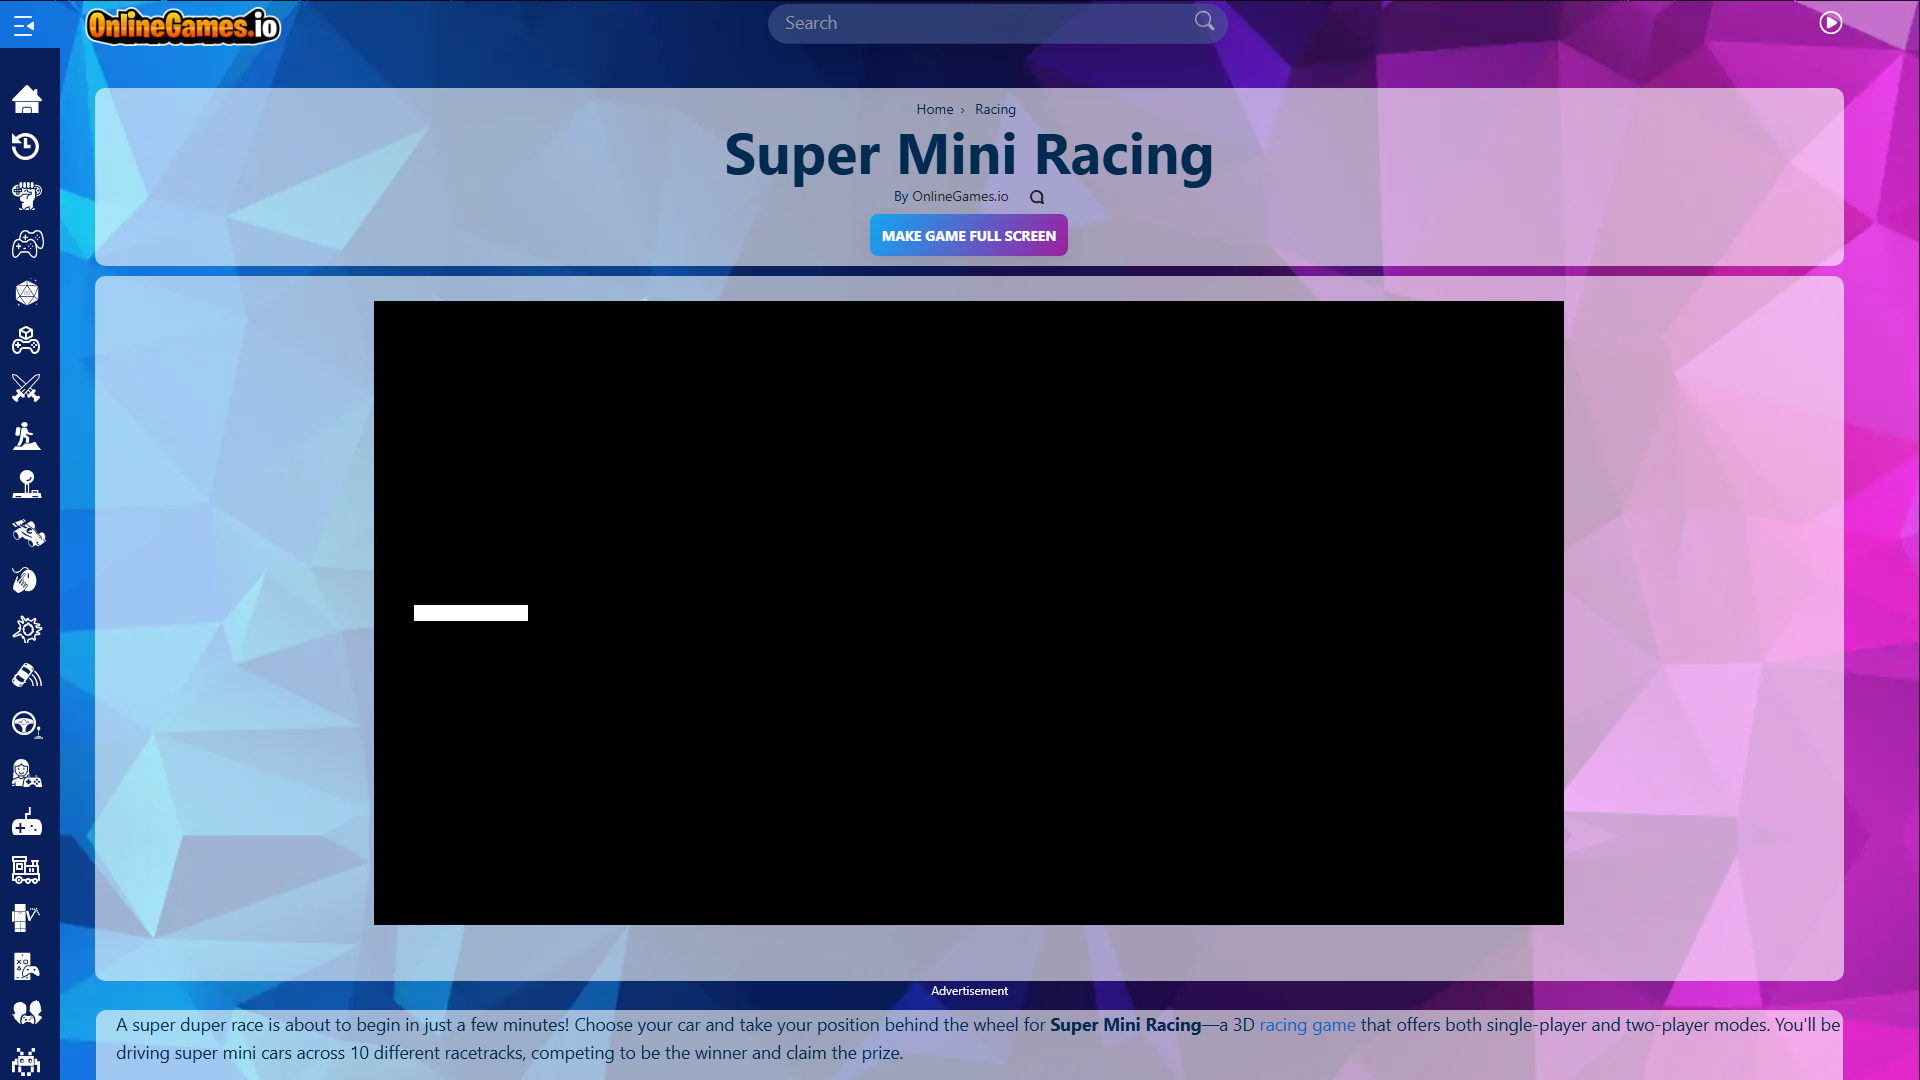 OnlineGames.io
Search
Home › Racing
Super Mini Racing
By OnlineGames.io
MAKE GAME FULL SCREEN
Advertisement
A super duper race is about to begin in just a few minutes! Choose your car and take your position behind the wheel for Super Mini Racing—a 3D racing game that offers both single-player and two-player modes. You'll be
driving super mini cars across 10 different racetracks, competing to be the winner and claim the prize.